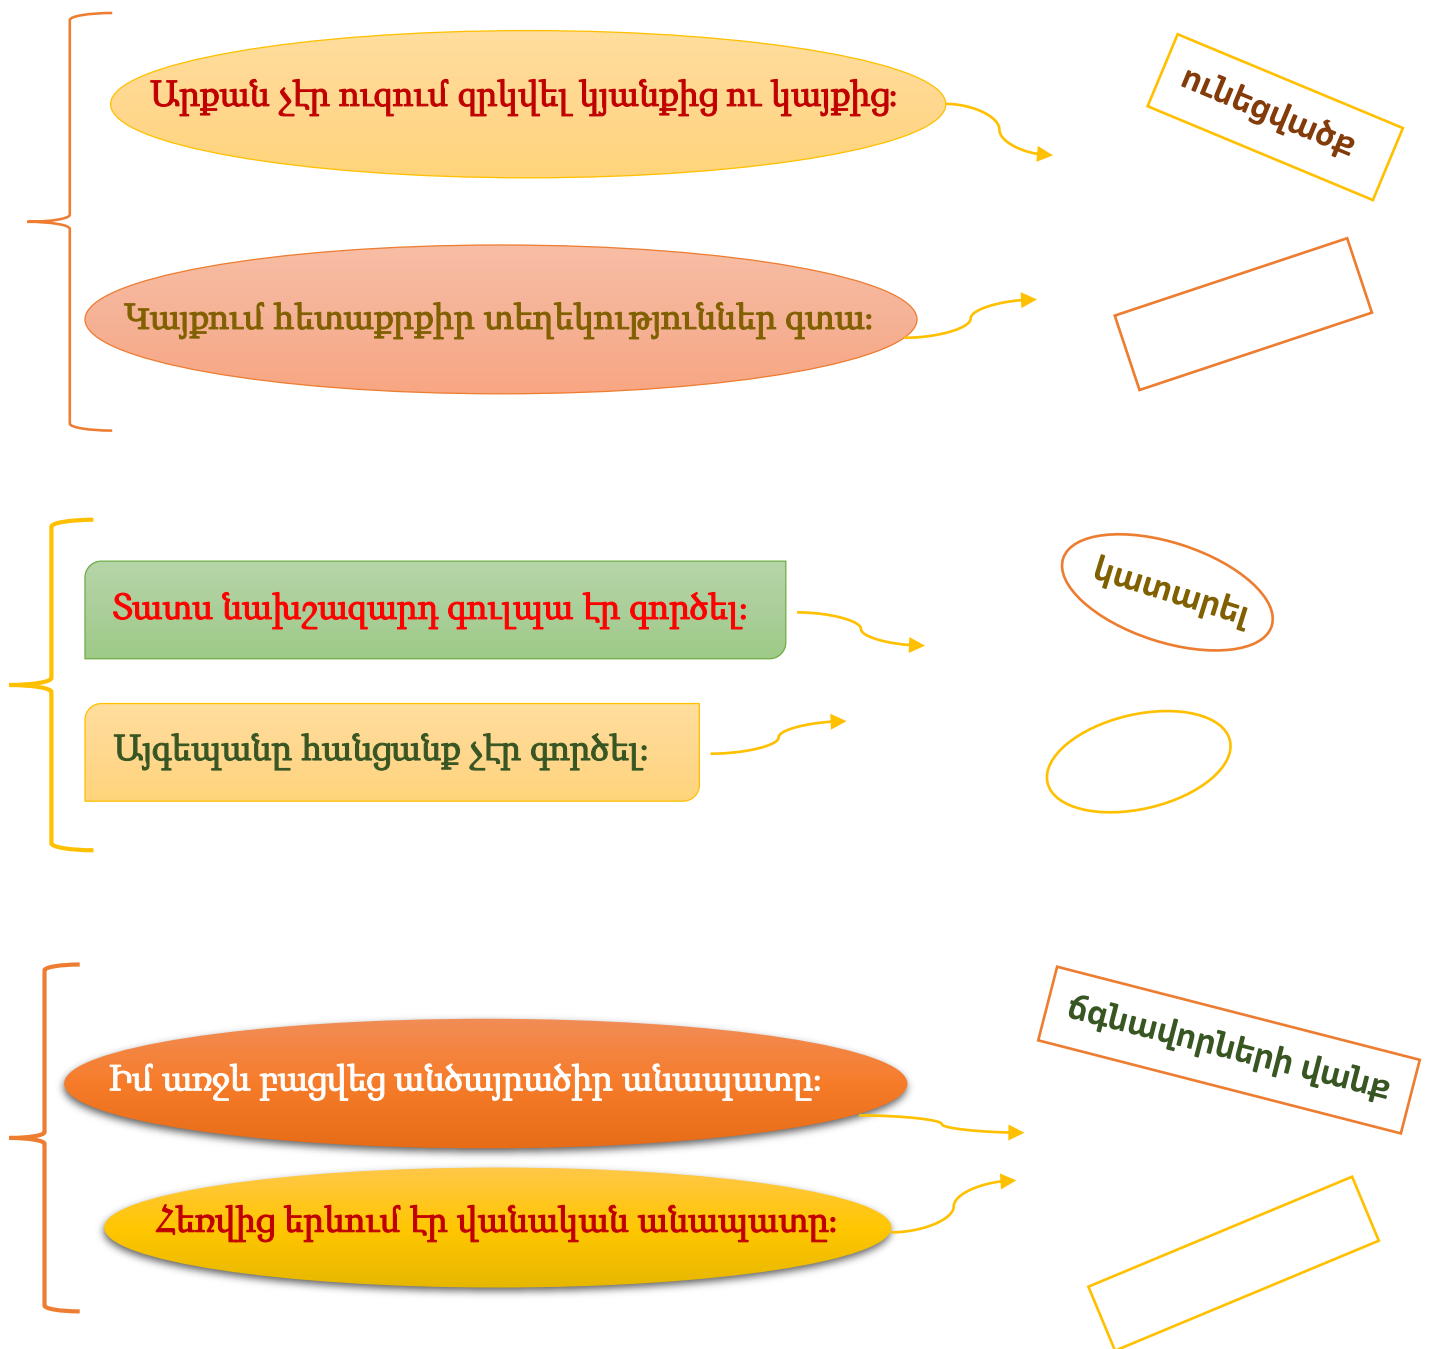 Արքան չէր ուզում զրկվել կյանքից ու կայքից։
ունեցվածք
Կայքում հետաքրքիր տեղեկություններ գտա։
Տատս նախշազարդ գուլպա էր գործել։
կատարել
Այգեպանը հանցանք չէր գործել։
ճգնավորների վանք
Իմ առջև բացվեց անծայրածիր անապատը։
Հեռվից երևում էր վանական անապատը։